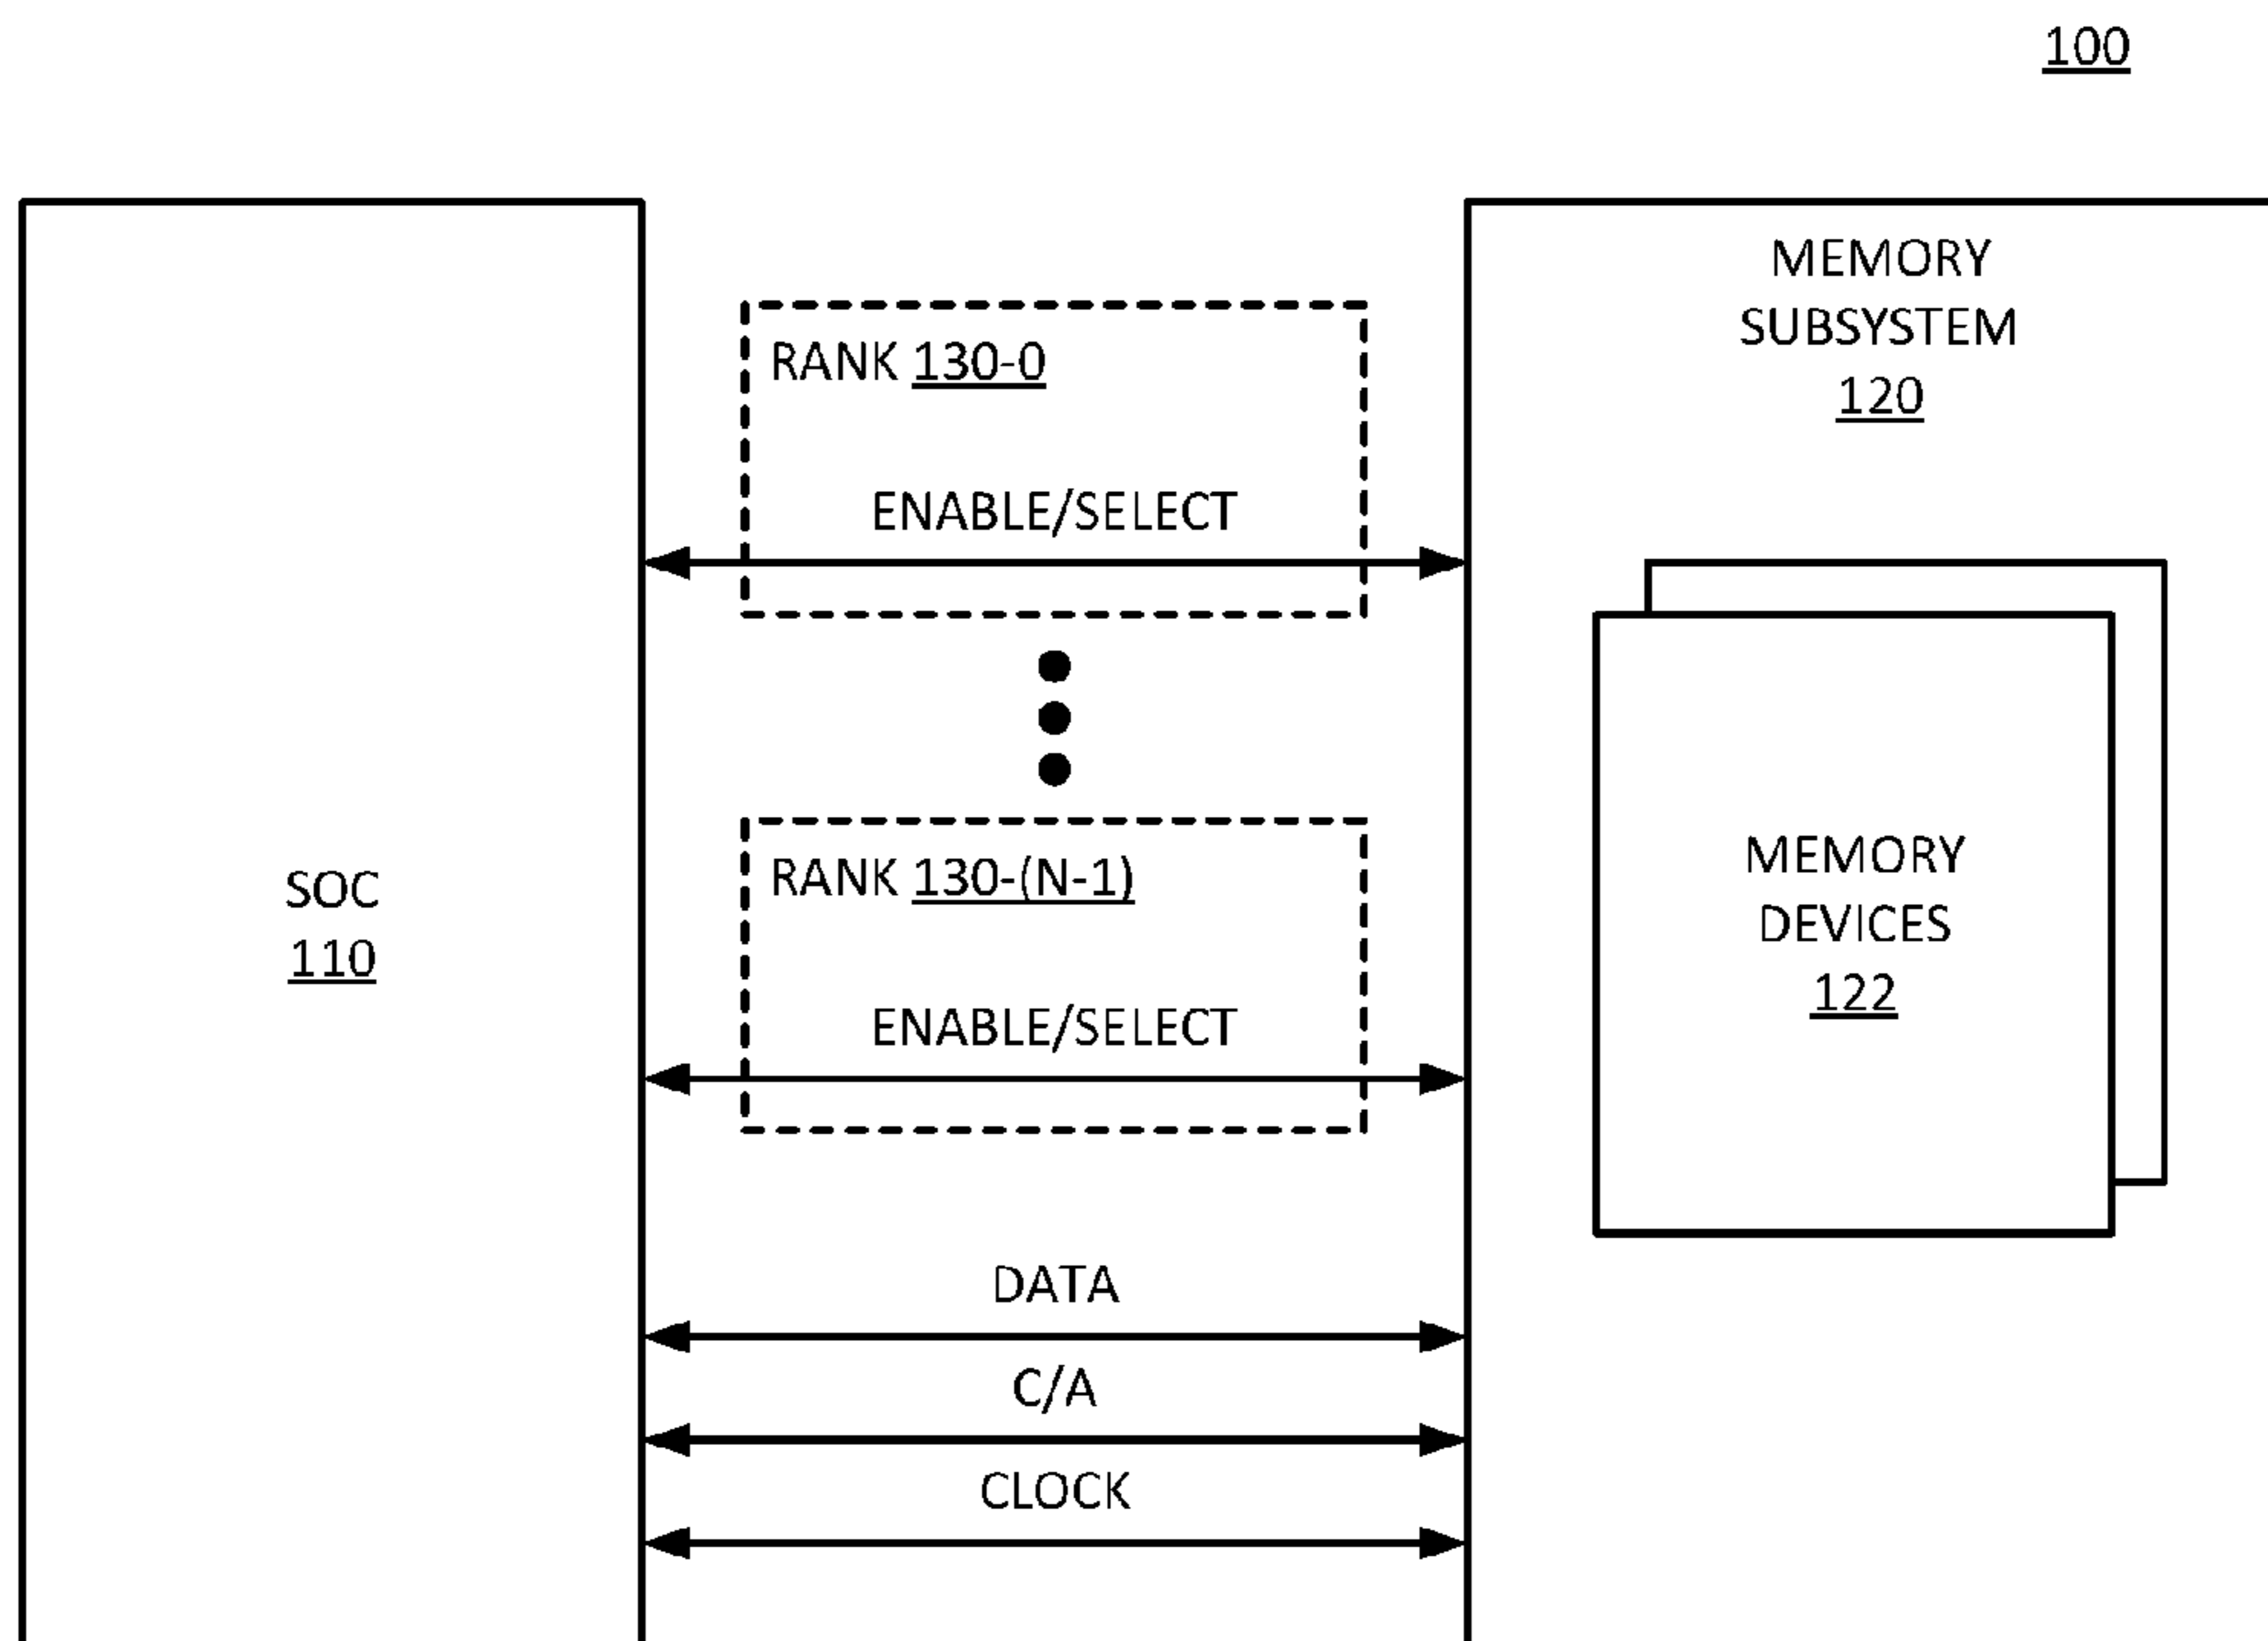 100
MEMORY
SUBSYSTEM
120
RANK 130-0
ENABLE/SELECT
RANK 130-(N-1)
ENABLE/SELECT
SOC
110
MEMORY
DEVICES
122
DATA
C/A
CLOCK